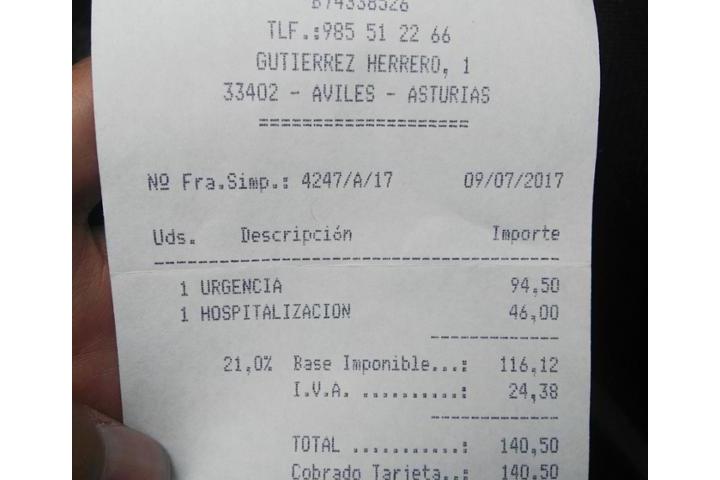 B74338526
TLF.:985 51 22 66
GUTIERREZ HERRERO, 1
33402 - AVILES - ASTURIAS
====================
Nº Fra.Simp.: 4247/A/17 09/07/2017
Uds. Descripción Importe
----------------------------------------
1 URGENCIA 94,50
1 HOSPITALIZACION 46,00
-------------
21,0% Base Imponible...: 116,12
I.V.A. ..........: 24,38
-------------
TOTAL ...........: 140,50
Cobrado Tarjeta..: 140,50